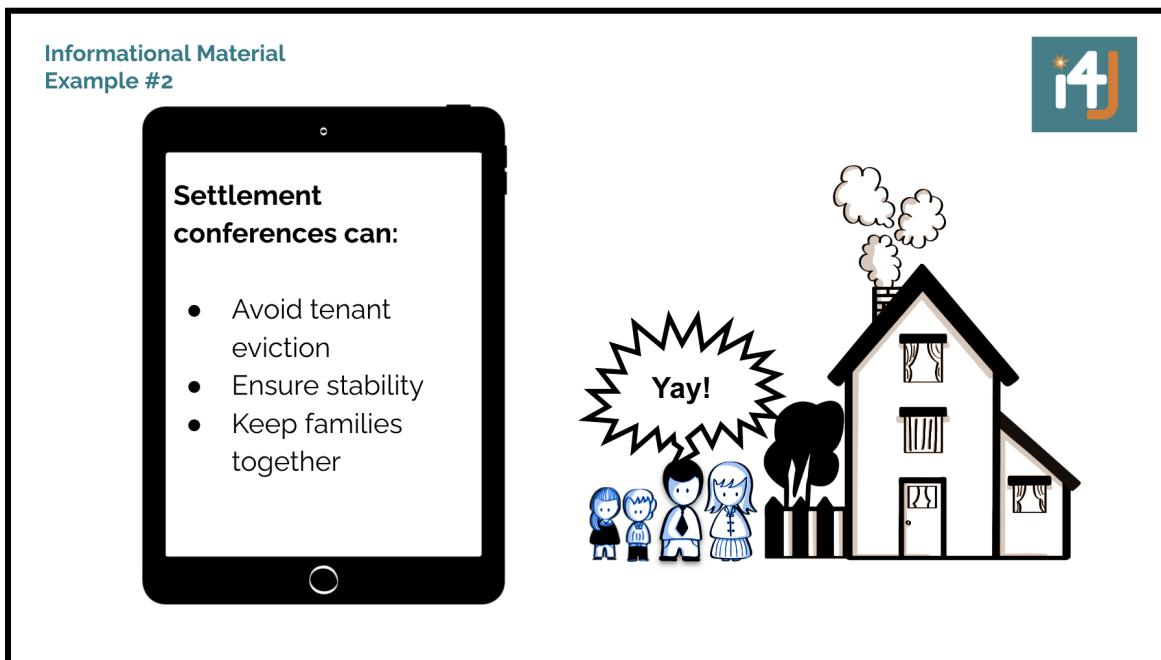 Informational Material
Example #2
i4J
Settlement
conferences can:
● Avoid tenant
eviction
● Ensure stability
● Keep families
together
Yay!